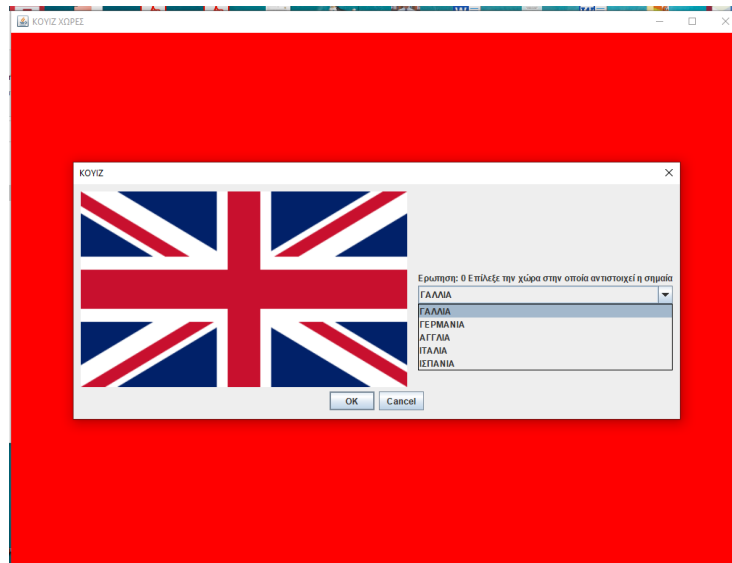 ΚΟΥΙΖ ΧΩΡΕΣ
ΚΟΥΙΖ
Ερωτηση: 0 Επίλεξε την χώρα στην οποία αντιστοιχεί η σημαία
ΓΑΛΛΙΑ
ΓΑΛΛΙΑ
ΓΕΡΜΑΝΙΑ
ΑΓΓΛΙΑ
ΙΤΑΛΙΑ
ΙΣΠΑΝΙΑ
OK Cancel